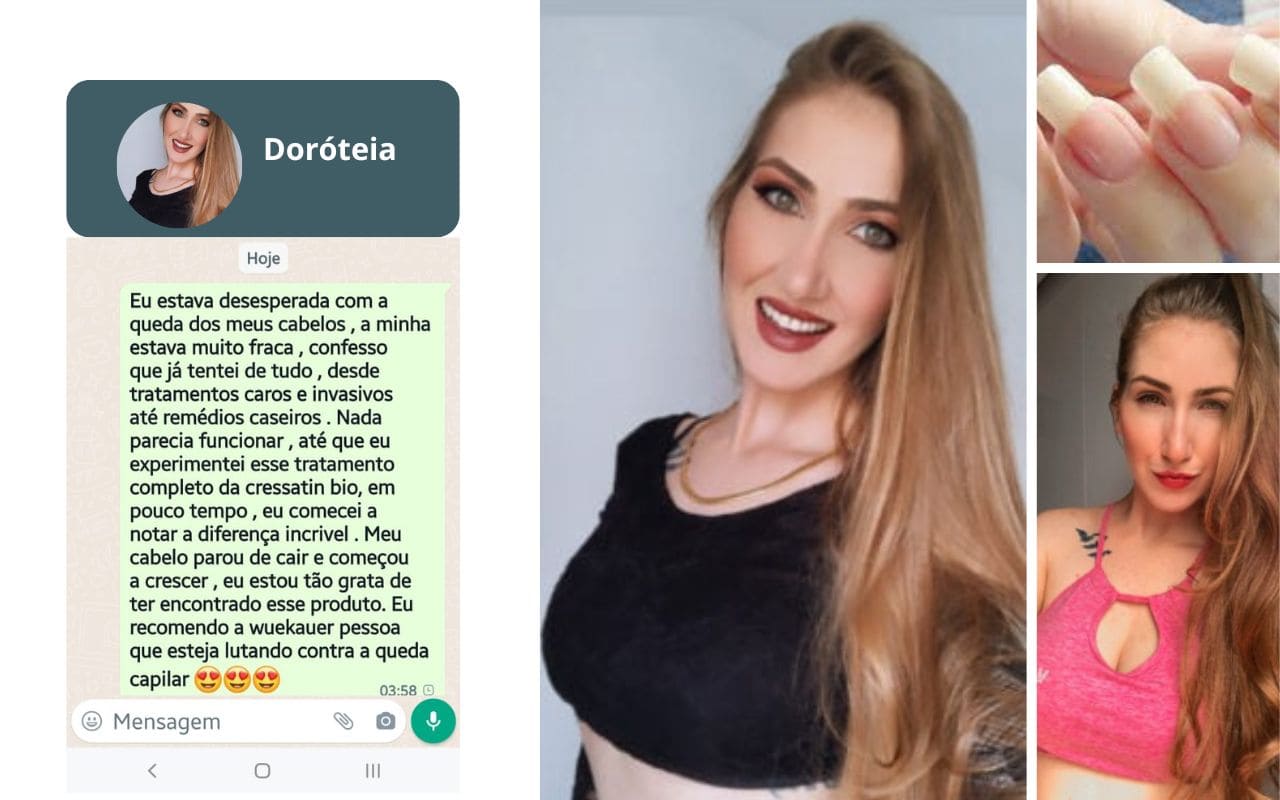 Doróteia
Hoje
Eu estava desesperada com a
queda dos meus cabelos , a minha
estava muito fraca , confesso
que já tentei de tudo , desde
tratamentos caros e invasivos
até remédios caseiros . Nada
parecia funcionar , até que eu
experimentei esse tratamento
completo da cressatin bio, em
pouco tempo , eu comecei a
notar a diferença incrivel . Meu
cabelo parou de cair e começou
a crescer , eu estou tão grata de
ter encontrado esse produto. Eu
recomendo a wuekauer pessoa
que esteja lutando contra a queda
capilar 😍😍😍
03:58
Mensagem